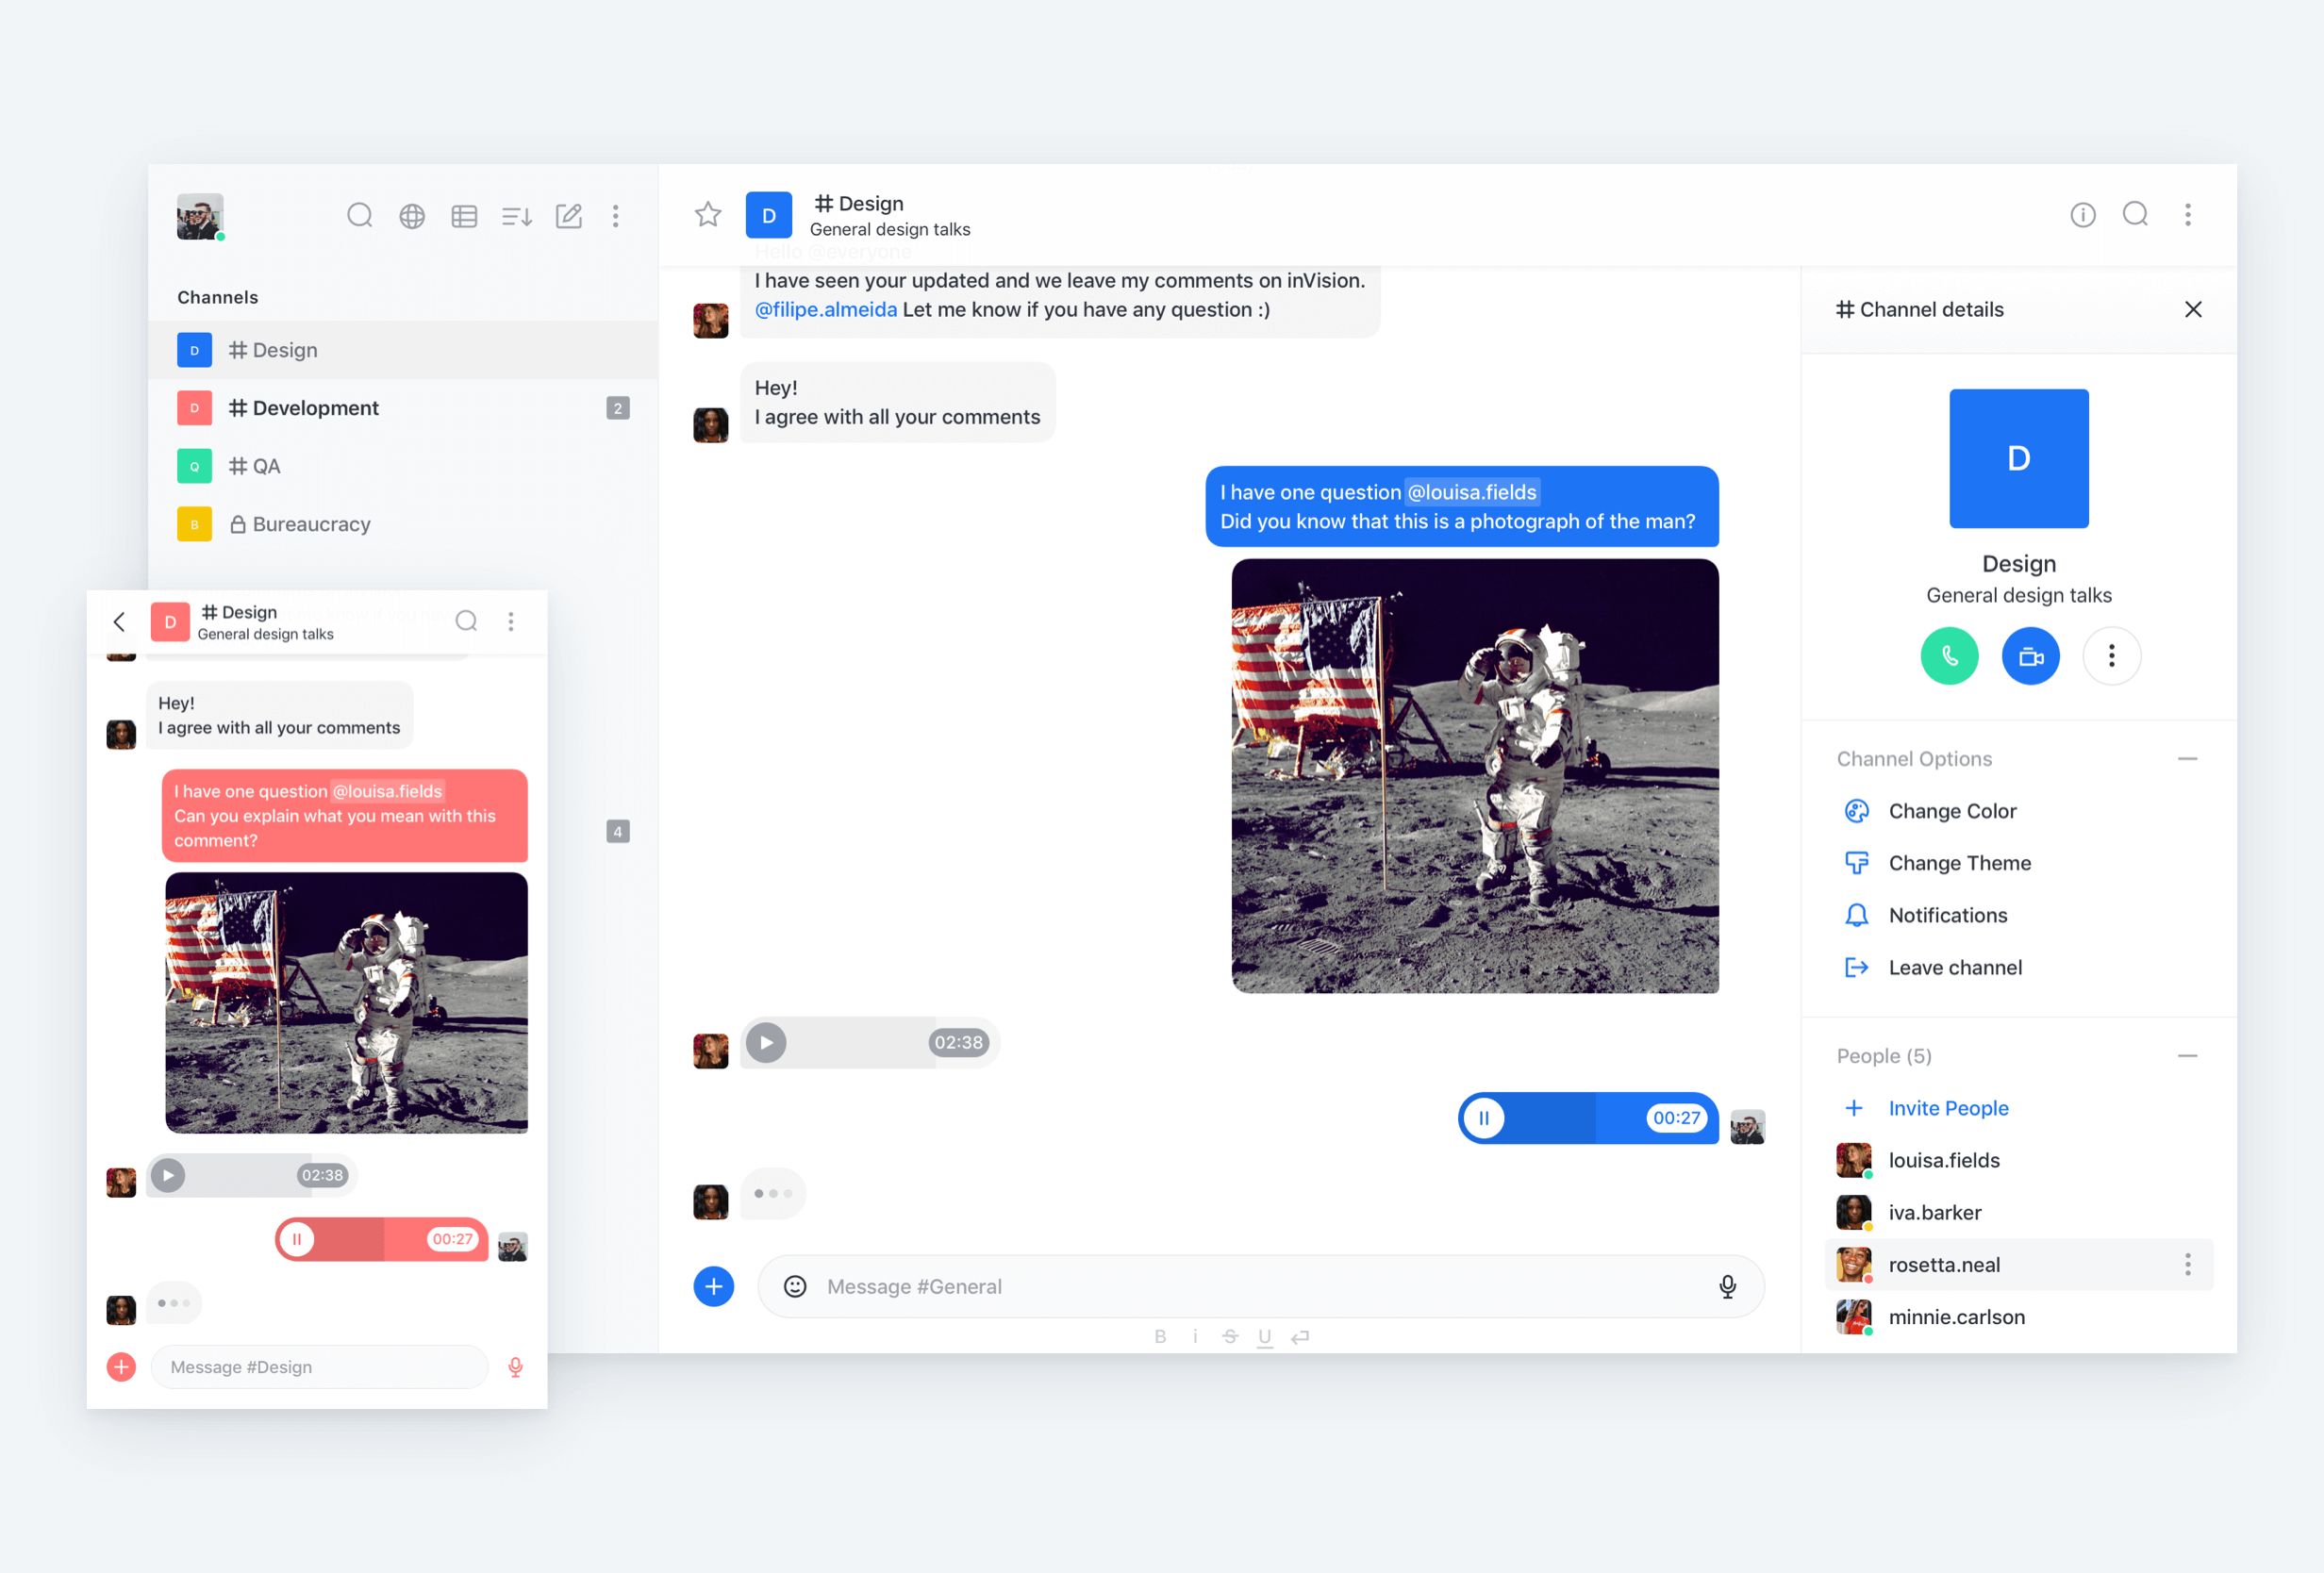 Channels
D
# Design
D
# Development
2
Q
# QA
B
Bureaucracy
4
D
# Design
General design talks
Hello @everyone
I have seen your updated and we leave my comments on inVision.
@filipe.almeida Let me know if you have any question :)
Hey!
I agree with all your comments
I have one question @louisa.fields
Did you know that this is a photograph of the man?
02:38
00:27
Message #General
B i S U
# Channel details
D
Design
General design talks
Channel Options
Change Color
Change Theme
Notifications
Leave channel
People (5)
+ Invite People
louisa.fields
iva.barker
rosetta.neal
minnie.carlson
D
# Design
General design talks
Hey!
I agree with all your comments
I have one question @louisa.fields
Can you explain what you mean with this
comment?
02:38
00:27
Message #Design